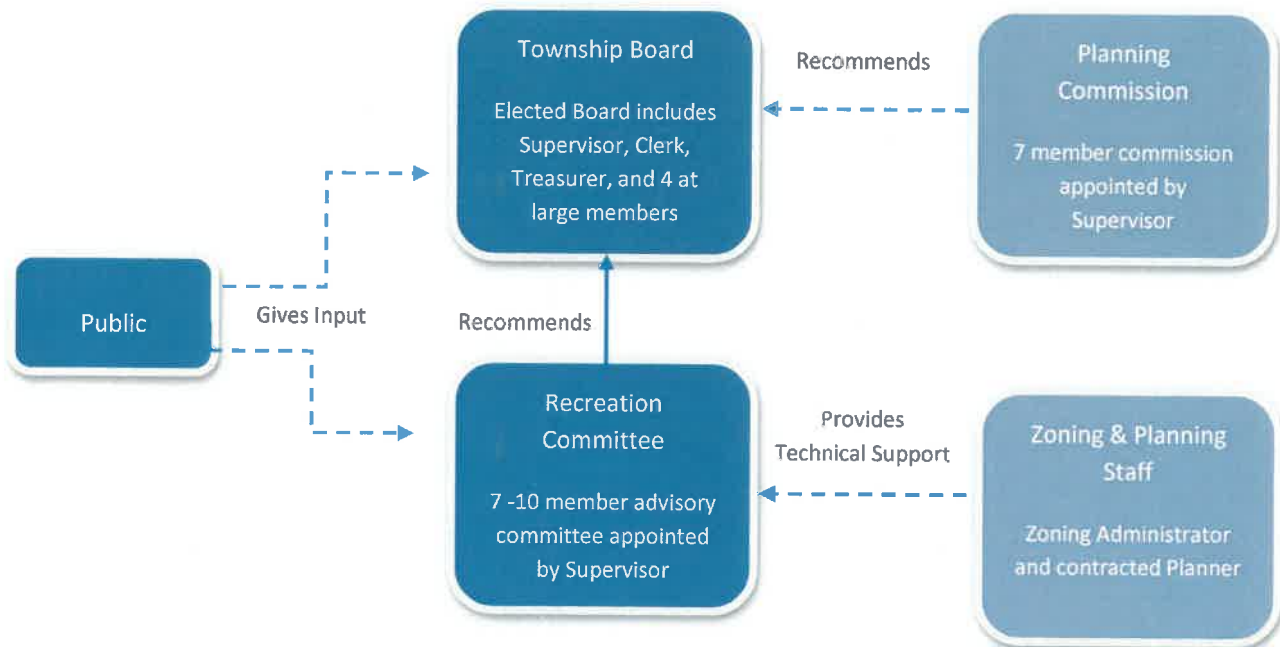 Township Board
Elected Board includes
Supervisor, Clerk,
Treasurer, and 4 at
large members
Recommends
Planning
Commission
7 member commission
appointed by
Supervisor
Public
Gives Input
Recommends
Recreation
Committee
7 -10 member advisory
committee appointed
by Supervisor
Provides
Technical Support
Zoning & Planning
Staff
Zoning Administrator
and contracted Planner